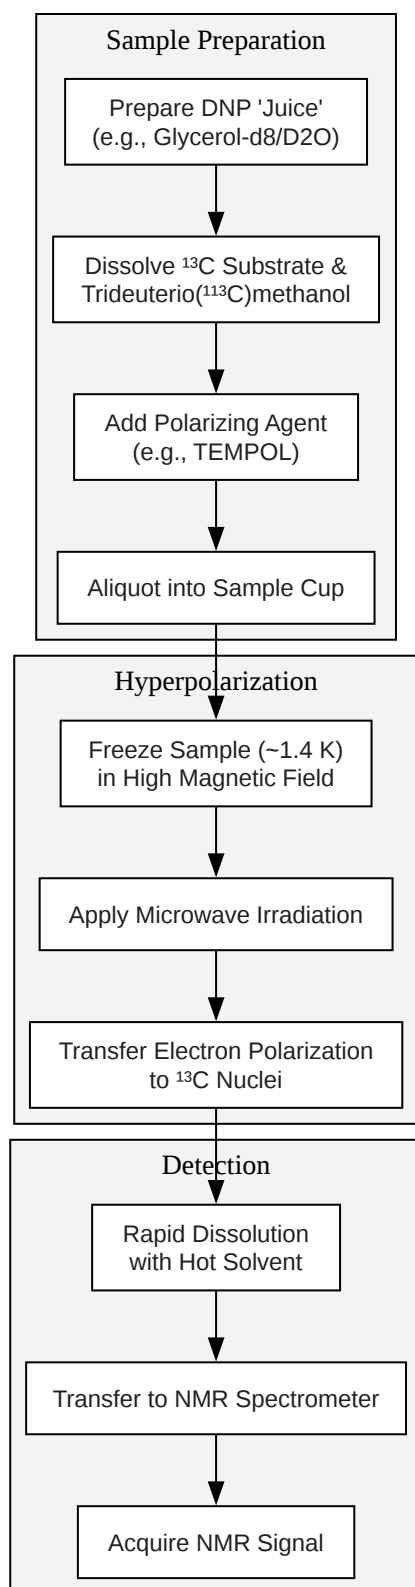 Sample Preparation
Prepare DNP 'Juice'
(e.g., Glycerol-d8/D2O)
Dissolve ¹³C Substrate &
Trideuterio(¹¹³C)methanol
Add Polarizing Agent
(e.g., TEMPOL)
Aliquot into Sample Cup
Hyperpolarization
Freeze Sample (~1.4 K)
in High Magnetic Field
Apply Microwave Irradiation
Transfer Electron Polarization
to ¹³C Nuclei
Detection
Rapid Dissolution
with Hot Solvent
Transfer to NMR Spectrometer
Acquire NMR Signal